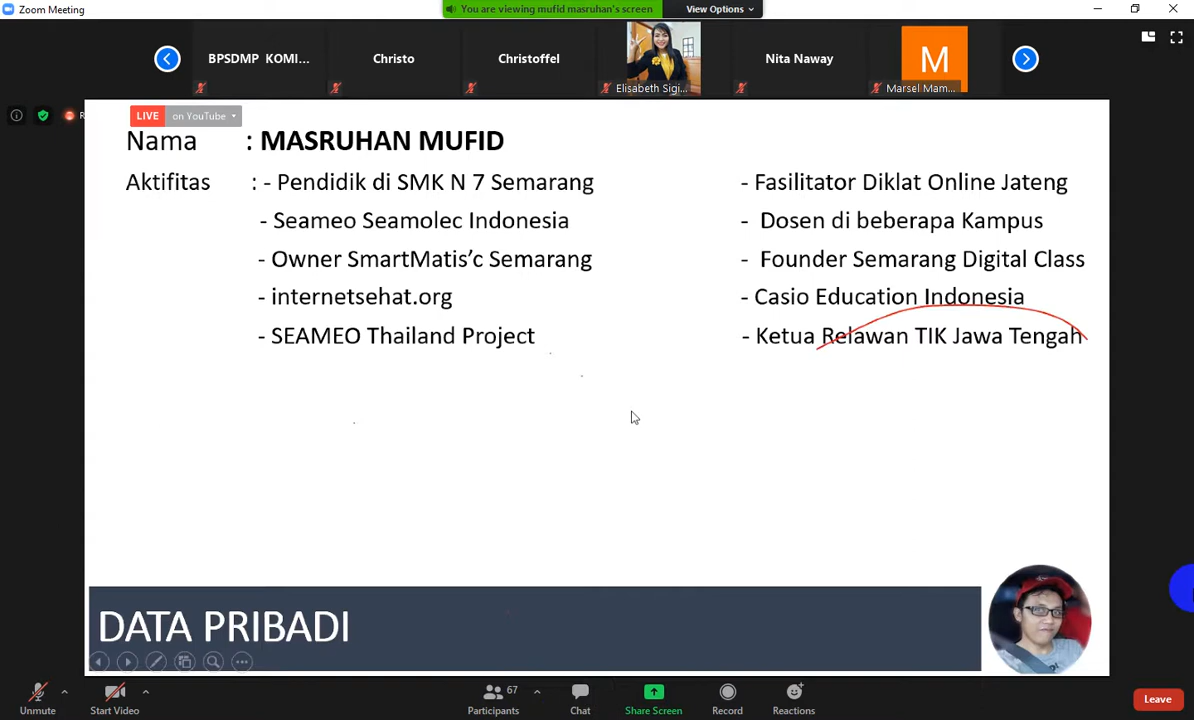 Zoom Meeting
You are viewing mufid masruhan's screen
View Options
BPSDMP KOMI...
Christo
Christoffel
Elisabeth Sigi...
Nita Naway
M
Marsel Mam...
R
LIVE on YouTube
Nama : MASRUHAN MUFID
Aktifitas : - Pendidik di SMK N 7 Semarang
- Seameo Seamolec Indonesia
- Owner SmartMatis'c Semarang
- internetsehat.org
- SEAMEO Thailand Project
- Fasilitator Diklat Online Jateng
- Dosen di beberapa Kampus
- Founder Semarang Digital Class
- Casio Education Indonesia
- Ketua Relawan TIK Jawa Tengah
DATA PRIBADI
Unmute
Start Video
67
Participants
Chat
Share Screen
Record
Reactions
Leave